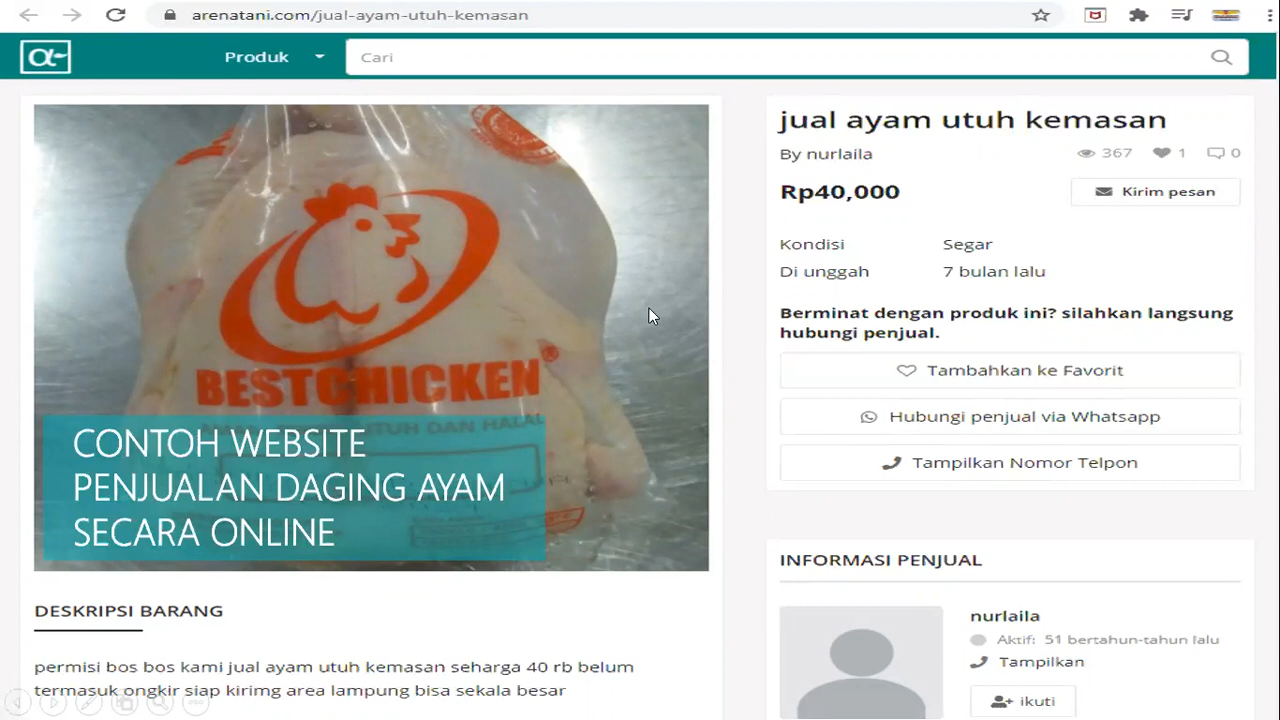 arenatani.com/jual-ayam-utuh-kemasan
Produk
Cari
BESTCHICKEN®
UTUH DAN HALAL
CONTOH WEBSITE
PENJUALAN DAGING AYAM
SECARA ONLINE
DESKRIPSI BARANG
permisi bos bos kami jual ayam utuh kemasan seharga 40 rb belum
termasuk ongkir siap kirimg area lampung bisa sekala besar
jual ayam utuh kemasan
By nurlaila
367
1
0
Rp40,000
Kirim pesan
Kondisi Segar
Di unggah 7 bulan lalu
Berminat dengan produk ini? silahkan langsung
hubungi penjual.
Tambahkan ke Favorit
Hubungi penjual via Whatsapp
Tampilkan Nomor Telpon
INFORMASI PENJUAL
nurlaila
Aktif: 51 bertahun-tahun lalu
Tampilkan
ikuti